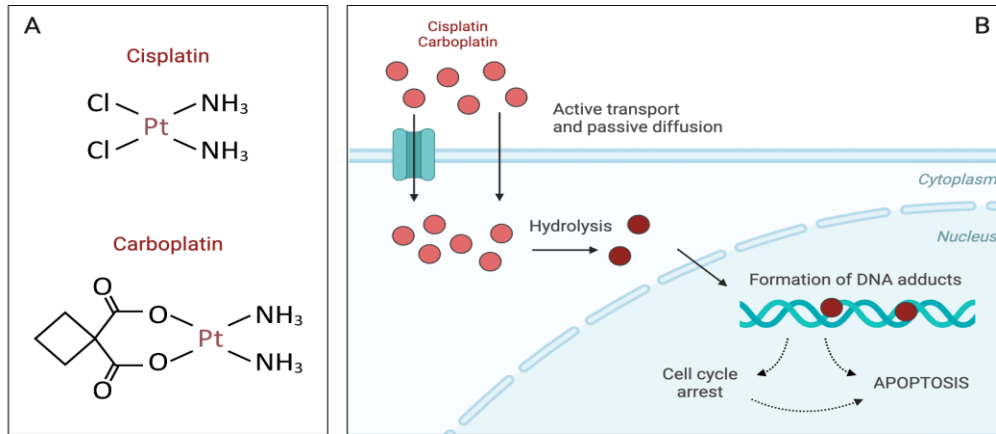 A
Cisplatin
Cl
NH₃
Pt
Cl
NH₃
Carboplatin
O
O
NH₃
Pt
O
NH₃
O
B
Cisplatin
Carboplatin
Active transport
and passive diffusion
Cytoplasm
Hydrolysis
Nucleus
Formation of DNA adducts
Cell cycle
arrest
APOPTOSIS